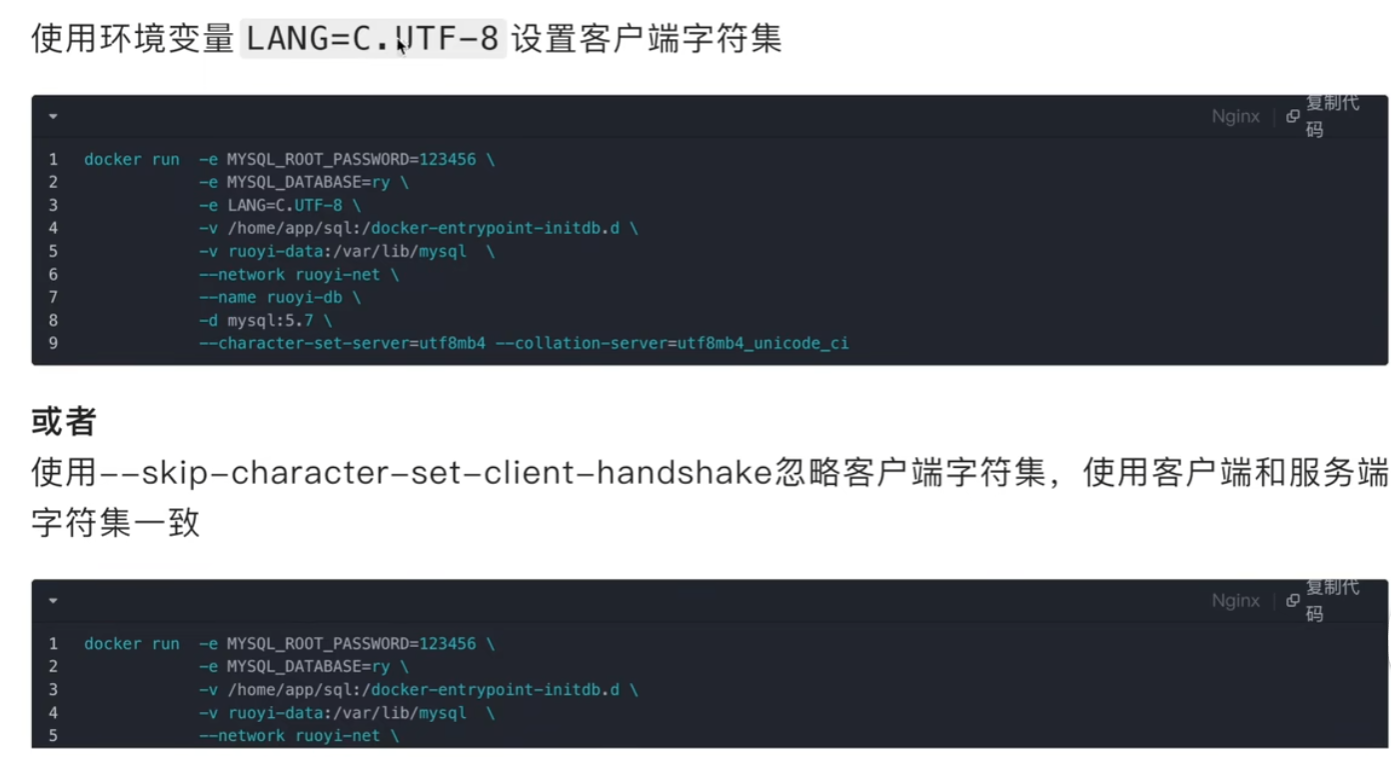 使用环境变量 LANG=C.UTF-8 设置客户端字符集
Nginx 复制代码
1 docker run -e MYSQL_ROOT_PASSWORD=123456 \
2 -e MYSQL_DATABASE=ry \
3 -e LANG=C.UTF-8 \
4 -v /home/app/sql:/docker-entrypoint-initdb.d \
5 -v ruoyi-data:/var/lib/mysql \
6 --network ruoyi-net \
7 --name ruoyi-db \
8 -d mysql:5.7 \
9 --character-set-server=utf8mb4 --collation-server=utf8mb4_unicode_ci
或者
使用--skip-character-set-client-handshake忽略客户端字符集，使用客户端和服务端
字符集一致
Nginx 复制代码
1 docker run -e MYSQL_ROOT_PASSWORD=123456 \
2 -e MYSQL_DATABASE=ry \
3 -v /home/app/sql:/docker-entrypoint-initdb.d \
4 -v ruoyi-data:/var/lib/mysql \
5 --network ruoyi-net \